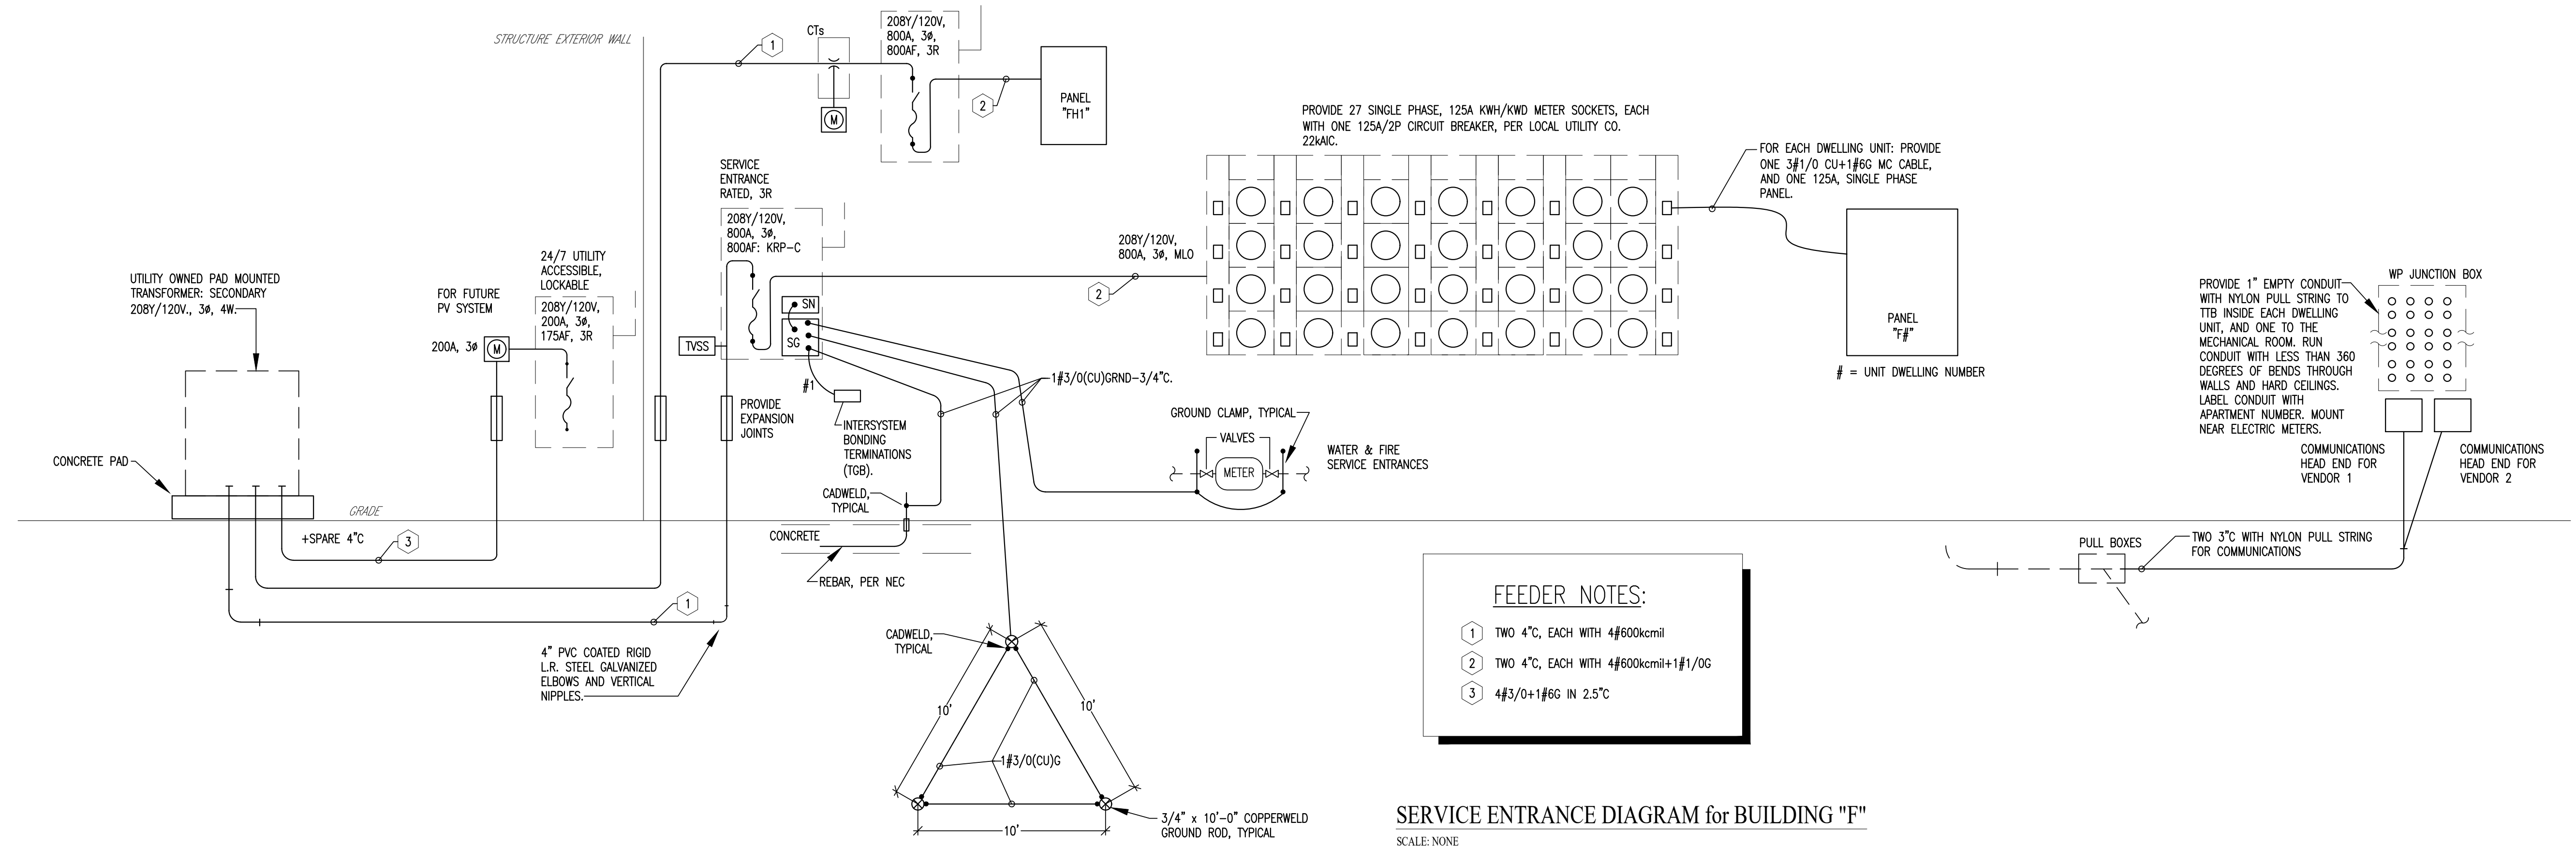 STRUCTURE EXTERIOR WALL
1
CTs
M
208Y/120V,
800A, 3ø,
800AF, 3R
2
PANEL
"FH1"
PROVIDE 27 SINGLE PHASE, 125A KWH/KWD METER SOCKETS, EACH
WITH ONE 125A/2P CIRCUIT BREAKER, PER LOCAL UTILITY CO.
22kAIC.
FOR EACH DWELLING UNIT: PROVIDE
ONE 3#1/0 CU+1#6G MC CABLE,
AND ONE 125A, SINGLE PHASE
PANEL.
PANEL
"F#"
# = UNIT DWELLING NUMBER
SERVICE
ENTRANCE
RATED, 3R
208Y/120V,
800A, 3ø,
800AF: KRP-C
208Y/120V,
800A, 3ø, MLO
2
SN
SG
TVSS
#1
INTERSYSTEM
BONDING
TERMINATIONS
(TGB).
1#3/0(CU)GRND-3/4"C.
UTILITY OWNED PAD MOUNTED
TRANSFORMER: SECONDARY
208Y/120V., 3ø, 4W.
FOR FUTURE
PV SYSTEM
200A, 3ø
M
24/7 UTILITY
ACCESSIBLE,
LOCKABLE
208Y/120V,
200A, 3ø,
175AF, 3R
PROVIDE
EXPANSION
JOINTS
CONCRETE PAD
GRADE
+SPARE 4"C
3
1
4" PVC COATED RIGID
L.R. STEEL GALVANIZED
ELBOWS AND VERTICAL
NIPPLES.
CADWELD,
TYPICAL
CONCRETE
REBAR, PER NEC
GROUND CLAMP, TYPICAL
VALVES
METER
WATER & FIRE
SERVICE ENTRANCES
CADWELD,
TYPICAL
10'
10'
1#3/0(CU)G
10'
3/4" x 10'-0" COPPERWELD
GROUND ROD, TYPICAL
FEEDER NOTES:
1 TWO 4"C, EACH WITH 4#600kcmil
2 TWO 4"C, EACH WITH 4#600kcmil+1#1/0G
3 4#3/0+1#6G IN 2.5"C
PROVIDE 1" EMPTY CONDUIT
WITH NYLON PULL STRING TO
TTB INSIDE EACH DWELLING
UNIT, AND ONE TO THE
MECHANICAL ROOM. RUN
CONDUIT WITH LESS THAN 360
DEGREES OF BENDS THROUGH
WALLS AND HARD CEILINGS.
LABEL CONDUIT WITH
APARTMENT NUMBER. MOUNT
NEAR ELECTRIC METERS.
WP JUNCTION BOX
COMMUNICATIONS
HEAD END FOR
VENDOR 1
COMMUNICATIONS
HEAD END FOR
VENDOR 2
PULL BOXES
TWO 3"C WITH NYLON PULL STRING
FOR COMMUNICATIONS
SERVICE ENTRANCE DIAGRAM for BUILDING "F"
SCALE: NONE